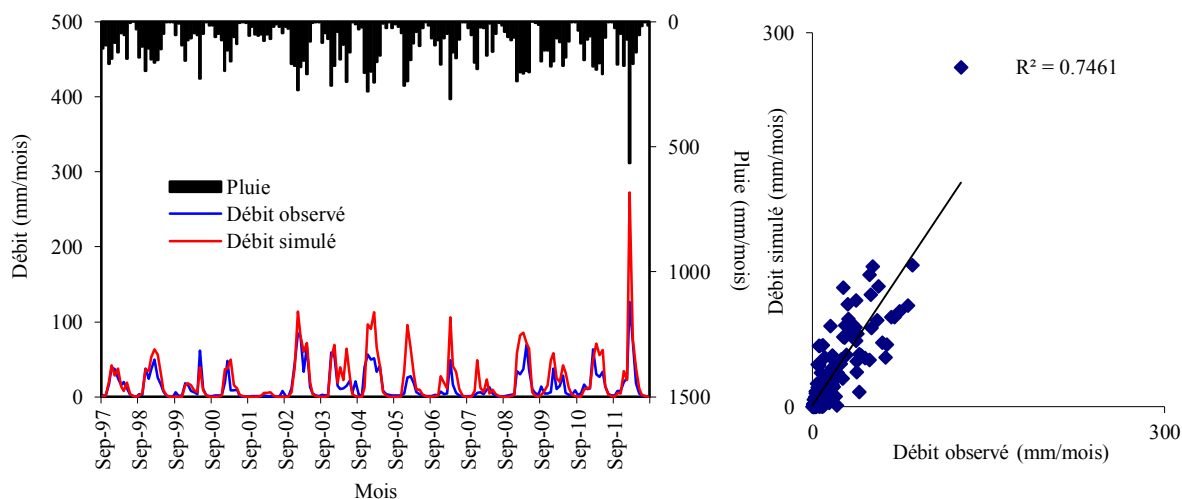 500
400
300
200
100
0
Débit (mm/mois)
0
500
1000
1500
Pluie (mm/mois)
Pluie
Débit observé
Débit simulé
Sep-97
Sep-98
Sep-99
Sep-00
Sep-01
Sep-02
Sep-03
Sep-04
Sep-05
Sep-06
Sep-07
Sep-08
Sep-09
Sep-10
Sep-11
Mois
300
0
Débit simulé (mm/mois)
R² = 0.7461
0
300
Débit observé (mm/mois)